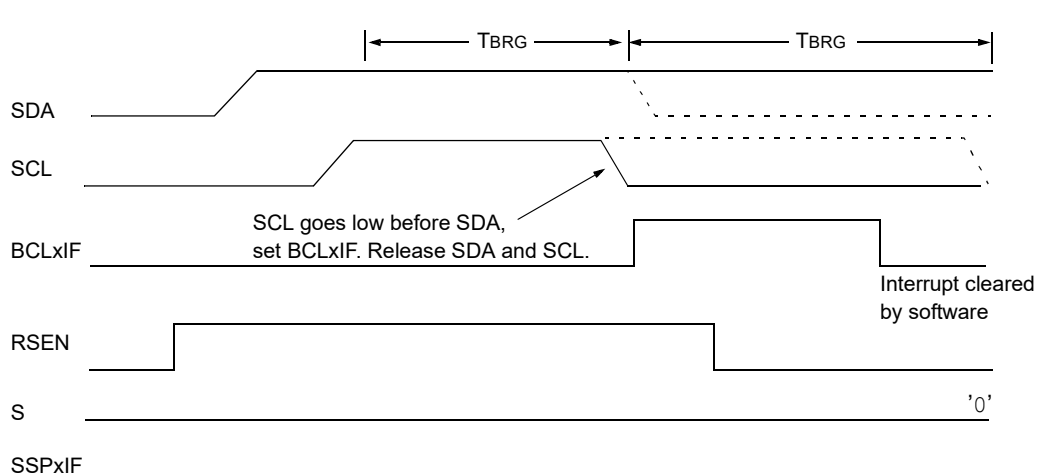 TBRG TBRG
SDA
SCL
SCL goes low before SDA,
set BCLxIF. Release SDA and SCL.
BCLxIF
Interrupt cleared
by software
RSEN
S '0'
SSPxIF